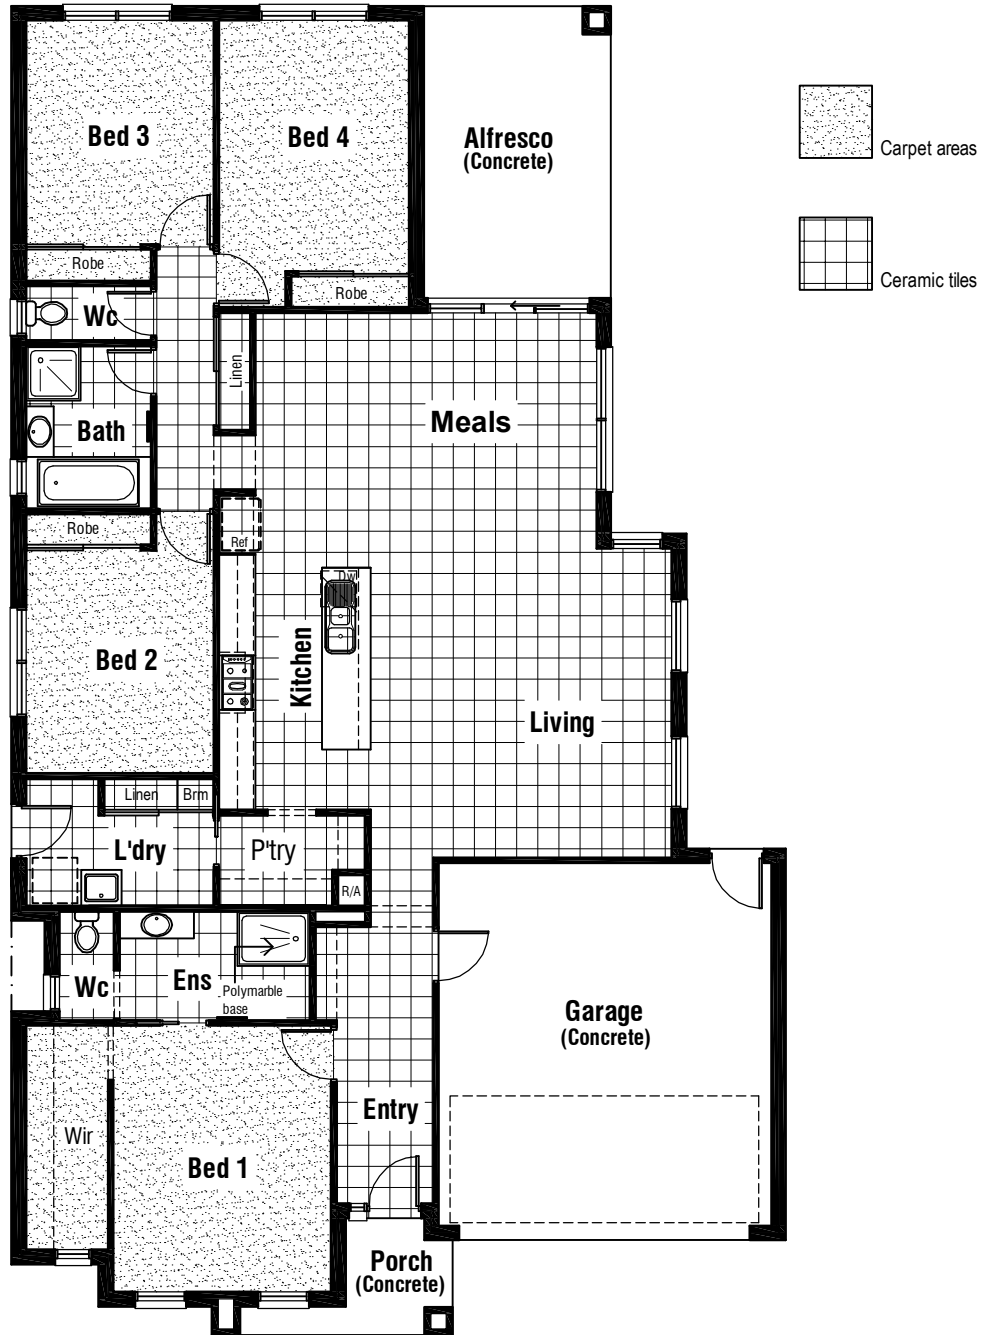 Bed 3
Bed 4
Alfresco
(Concrete)
Carpet areas
Robe
Robe
Ceramic tiles
Wc
Linen
Meals
Bath
Robe
Ref
Dw
Kitchen
Bed 2
Living
Linen
Brm
L'dry
P'try
R/A
Wc
Ens
Polymarble
base
Garage
(Concrete)
Entry
Wir
Bed 1
Porch
(Concrete)